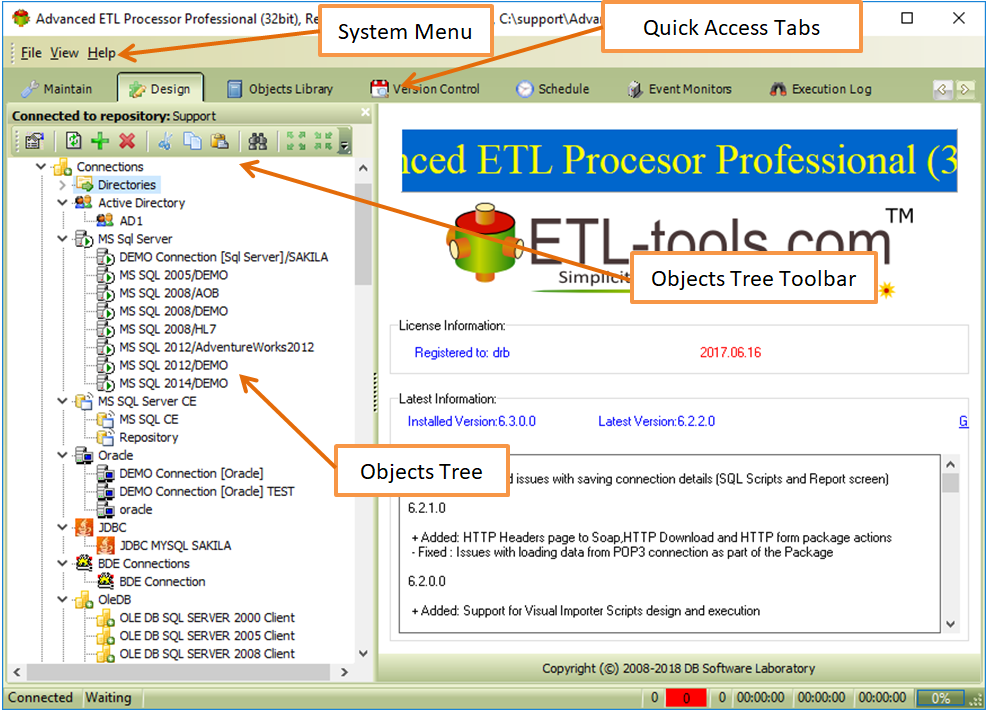 Advanced ETL Processor Professional (32bit), Re
C:\support\Advan
System Menu
Quick Access Tabs
File View Help
Maintain Design Objects Library Version Control Schedule Event Monitors Execution Log
Connected to repository: Support
Connections
Directories
Active Directory
AD1
MS Sql Server
DEMO Connection [Sql Server]/SAKILA
MS SQL 2005/DEMO
MS SQL 2008/AOB
MS SQL 2008/DEMO
MS SQL 2008/HL7
MS SQL 2012/AdventureWorks2012
MS SQL 2012/DEMO
MS SQL 2014/DEMO
MS SQL Server CE
MS SQL CE
Repository
Oracle
DEMO Connection [Oracle]
DEMO Connection [Oracle] TEST
oracle
JDBC
JDBC MYSQL SAKILA
BDE Connections
BDE Connection
OleDB
OLE DB SQL SERVER 2000 Client
OLE DB SQL SERVER 2005 Client
OLE DB SQL SERVER 2008 Client
Objects Tree
nced ETL Procesor Professional (3
ETL-tools.com TM
Simplicit
Objects Tree Toolbar
License Information:
Registered to: drb 2017.06.16
Latest Information:
Installed Version:6.3.0.0 Latest Version:6.2.2.0 G
d issues with saving connection details (SQL Scripts and Report screen)
6.2.1.0
+ Added: HTTP Headers page to Soap,HTTP Download and HTTP form package actions
- Fixed : Issues with loading data from POP3 connection as part of the Package
6.2.0.0
+ Added: Support for Visual Importer Scripts design and execution
Copyright (©) 2008-2018 DB Software Laboratory
Connected Waiting 0 0 0 00:00:00 00:00:00 00:00:00 0%